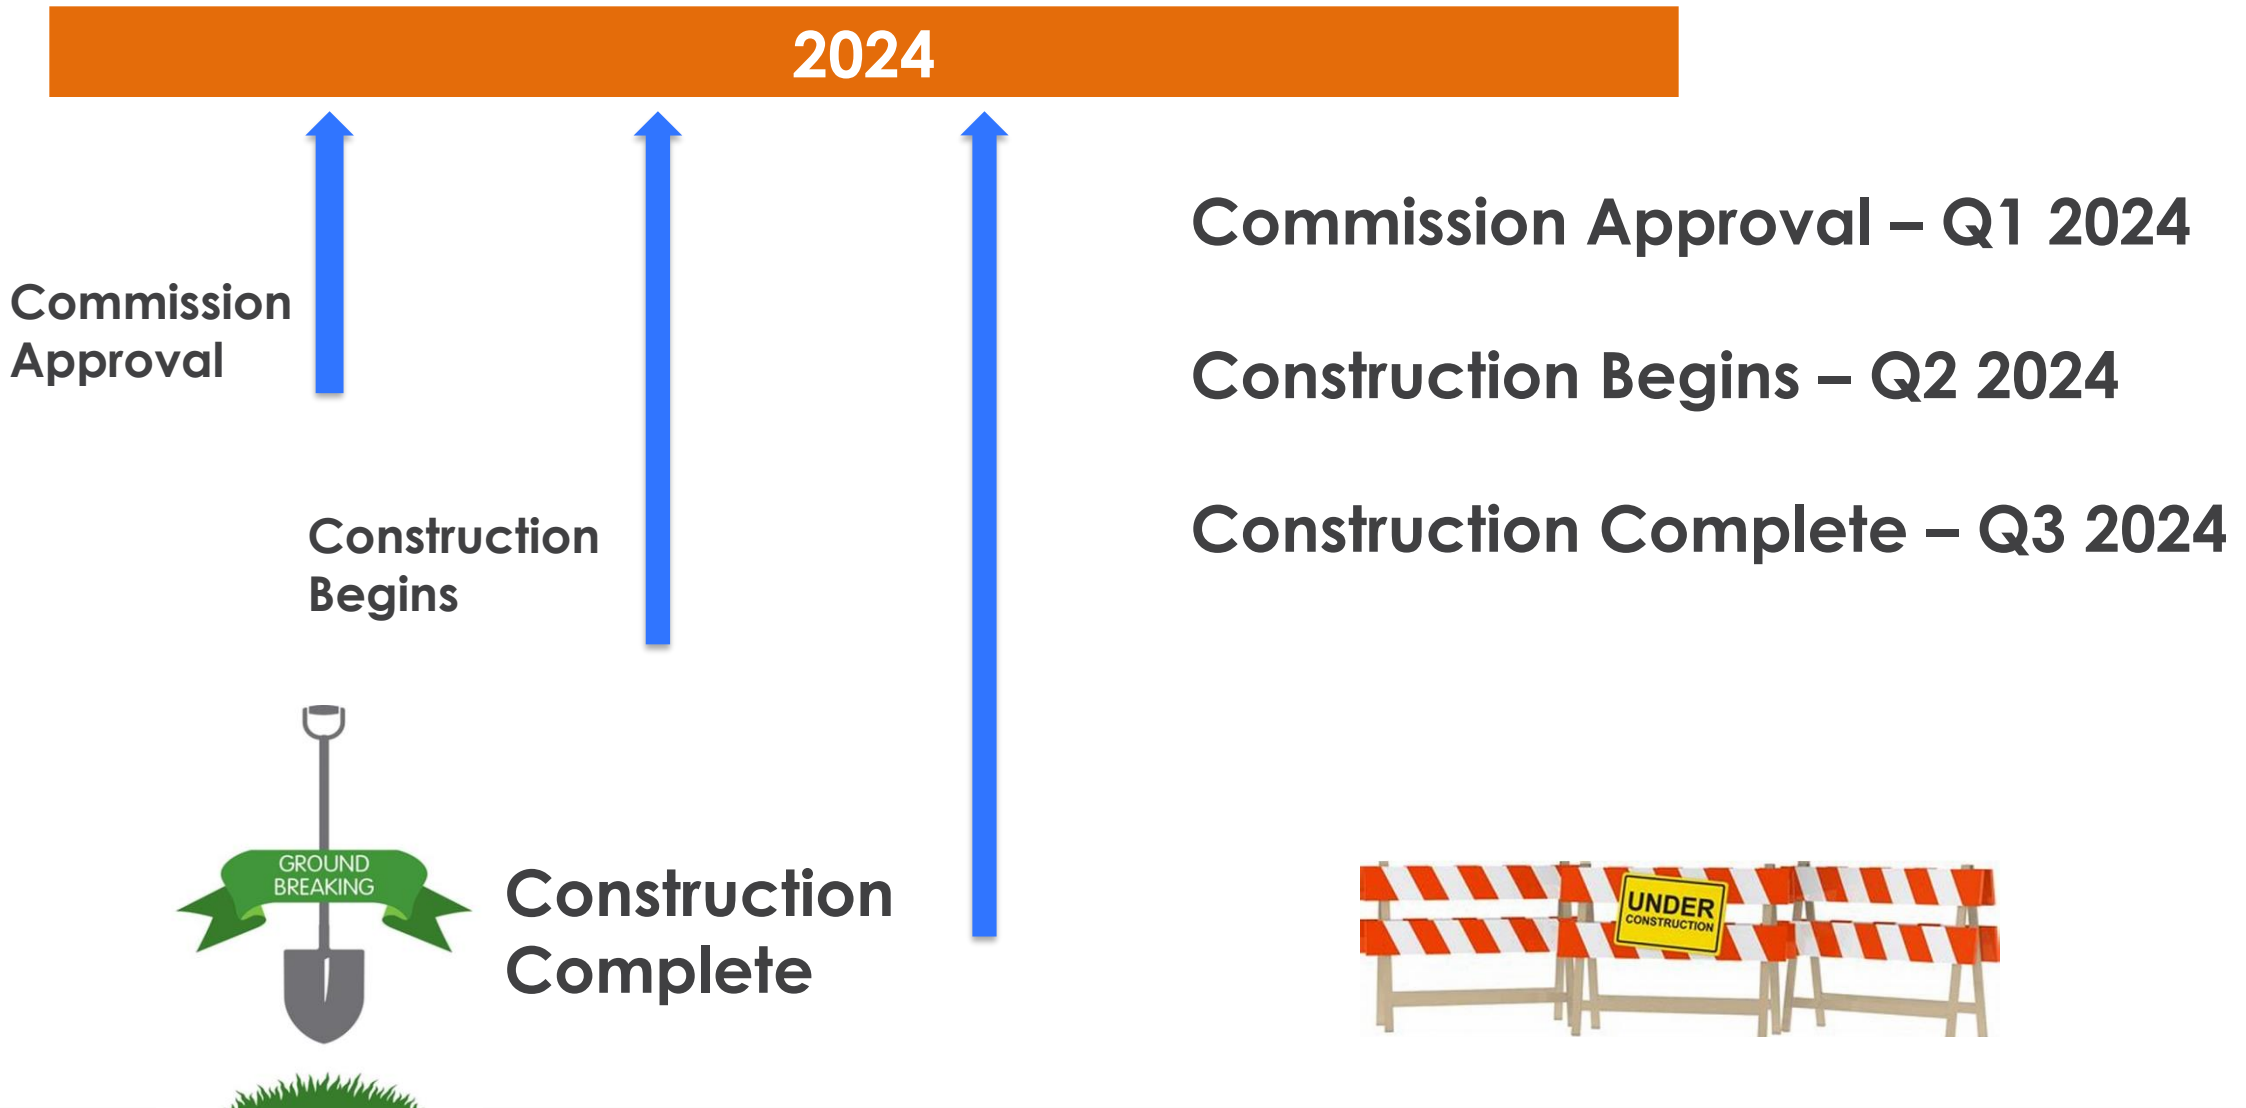 2024
Commission
Approval
Construction
Begins
GROUND
BREAKING
Construction
Complete
Commission Approval – Q1 2024
Construction Begins – Q2 2024
Construction Complete – Q3 2024
UNDER
CONSTRUCTION